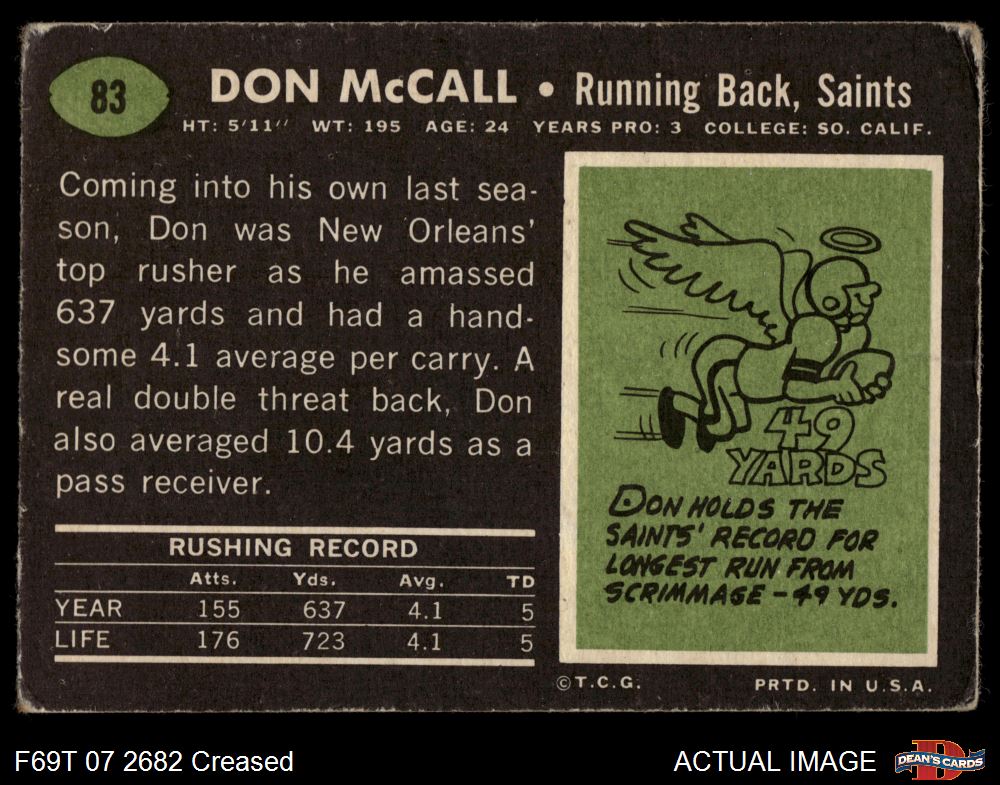 83
DON McCALL • Running Back, Saints
HT: 5'11" WT: 195 AGE: 24 YEARS PRO: 3 COLLEGE: SO. CALIF.
Coming into his own last sea-
son, Don was New Orleans'
top rusher as he amassed
637 yards and had a hand-
some 4.1 average per carry. A
real double threat back, Don
also averaged 10.4 yards as a
pass receiver.
RUSHING RECORD
Atts. Yds. Avg. TD
YEAR 155 637 4.1 5
LIFE 176 723 4.1 5
49
YARDS
DON HOLDS THE
SAINTS' RECORD FOR
LONGEST RUN FROM
SCRIMMAGE - 49 YDS.
© T.C.G. PRTD. IN U.S.A.
F69T 07 2682 Creased
ACTUAL IMAGE
D
DEAN'S CARDS